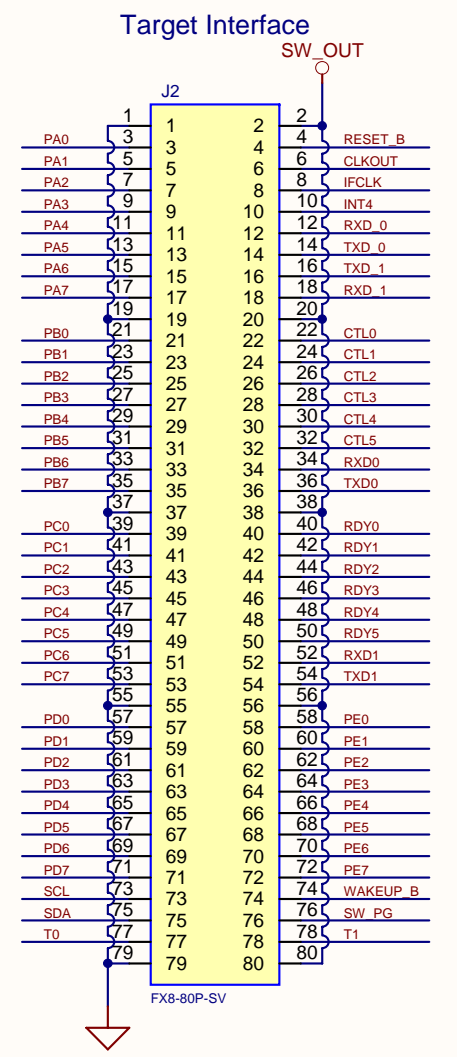 Target Interface
SW_OUT
J2
1 1 2 2
PA0 3 3 4 4 RESET_B
PA1 5 5 6 6 CLKOUT
PA2 7 7 8 8 IFCLK
PA3 9 9 10 10 INT4
PA4 11 11 12 12 RXD_0
PA5 13 13 14 14 TXD_0
PA6 15 15 16 16 TXD_1
PA7 17 17 18 18 RXD_1
19 19 20 20
PB0 21 21 22 22 CTL0
PB1 23 23 24 24 CTL1
PB2 25 25 26 26 CTL2
PB3 27 27 28 28 CTL3
PB4 29 29 30 30 CTL4
PB5 31 31 32 32 CTL5
PB6 33 33 34 34 RXD0
PB7 35 35 36 36 TXD0
37 37 38 38
PC0 39 39 40 40 RDY0
PC1 41 41 42 42 RDY1
PC2 43 43 44 44 RDY2
PC3 45 45 46 46 RDY3
PC4 47 47 48 48 RDY4
PC5 49 49 50 50 RDY5
PC6 51 51 52 52 RXD1
PC7 53 53 54 54 TXD1
55 55 56 56
PD0 57 57 58 58 PE0
PD1 59 59 60 60 PE1
PD2 61 61 62 62 PE2
PD3 63 63 64 64 PE3
PD4 65 65 66 66 PE4
PD5 67 67 68 68 PE5
PD6 69 69 70 70 PE6
PD7 71 71 72 72 PE7
SCL 73 73 74 74 WAKEUP_B
SDA 75 75 76 76 SW_PG
T0 77 77 78 78 T1
79 79 80 80
FX8-80P-SV